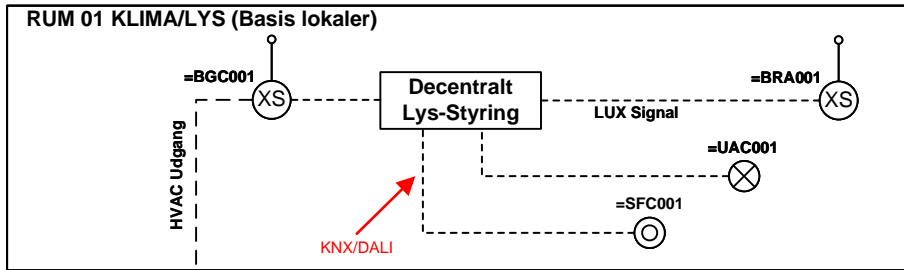 RUM 01 KLIMA/LYS (Basis lokaler)
=BGC001
XS
Decentralt
Lys-Styring
=BRA001
XS
LUX Signal
HVAC Udgang
=UAC001
=SFC001
KNX/DALI